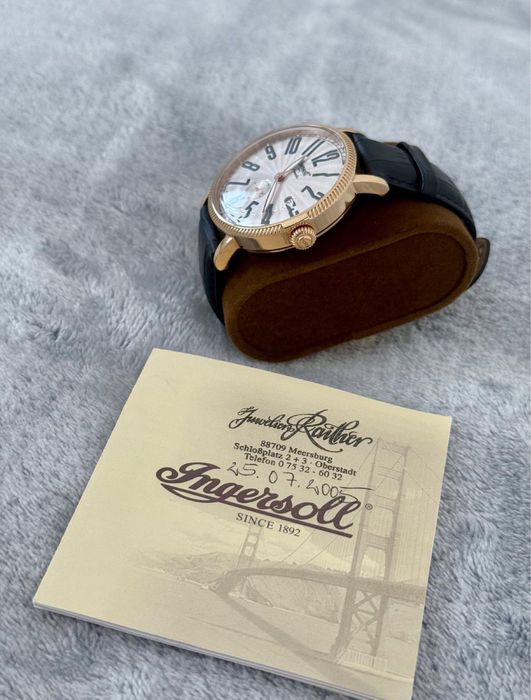 Juwelier Raither
88709 Meersburg
Schloßplatz 2 + 3 · Oberstadt
Telefon 0 75 32 - 60 32
25. 07. 2005
Ingersoll ®
SINCE 1892